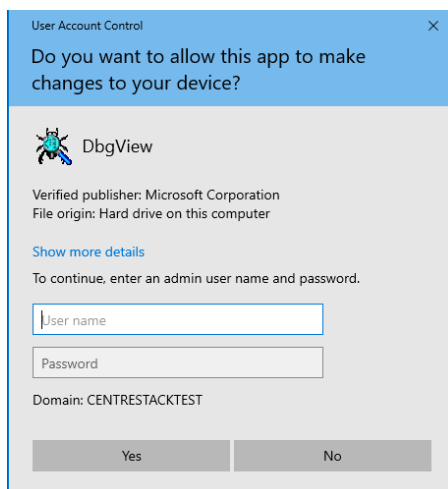 User Account Control
Do you want to allow this app to make
changes to your device?
DbgView
Verified publisher: Microsoft Corporation
File origin: Hard drive on this computer
Show more details
To continue, enter an admin user name and password.
User name
Password
Domain: CENTRESTACKTEST
Yes No